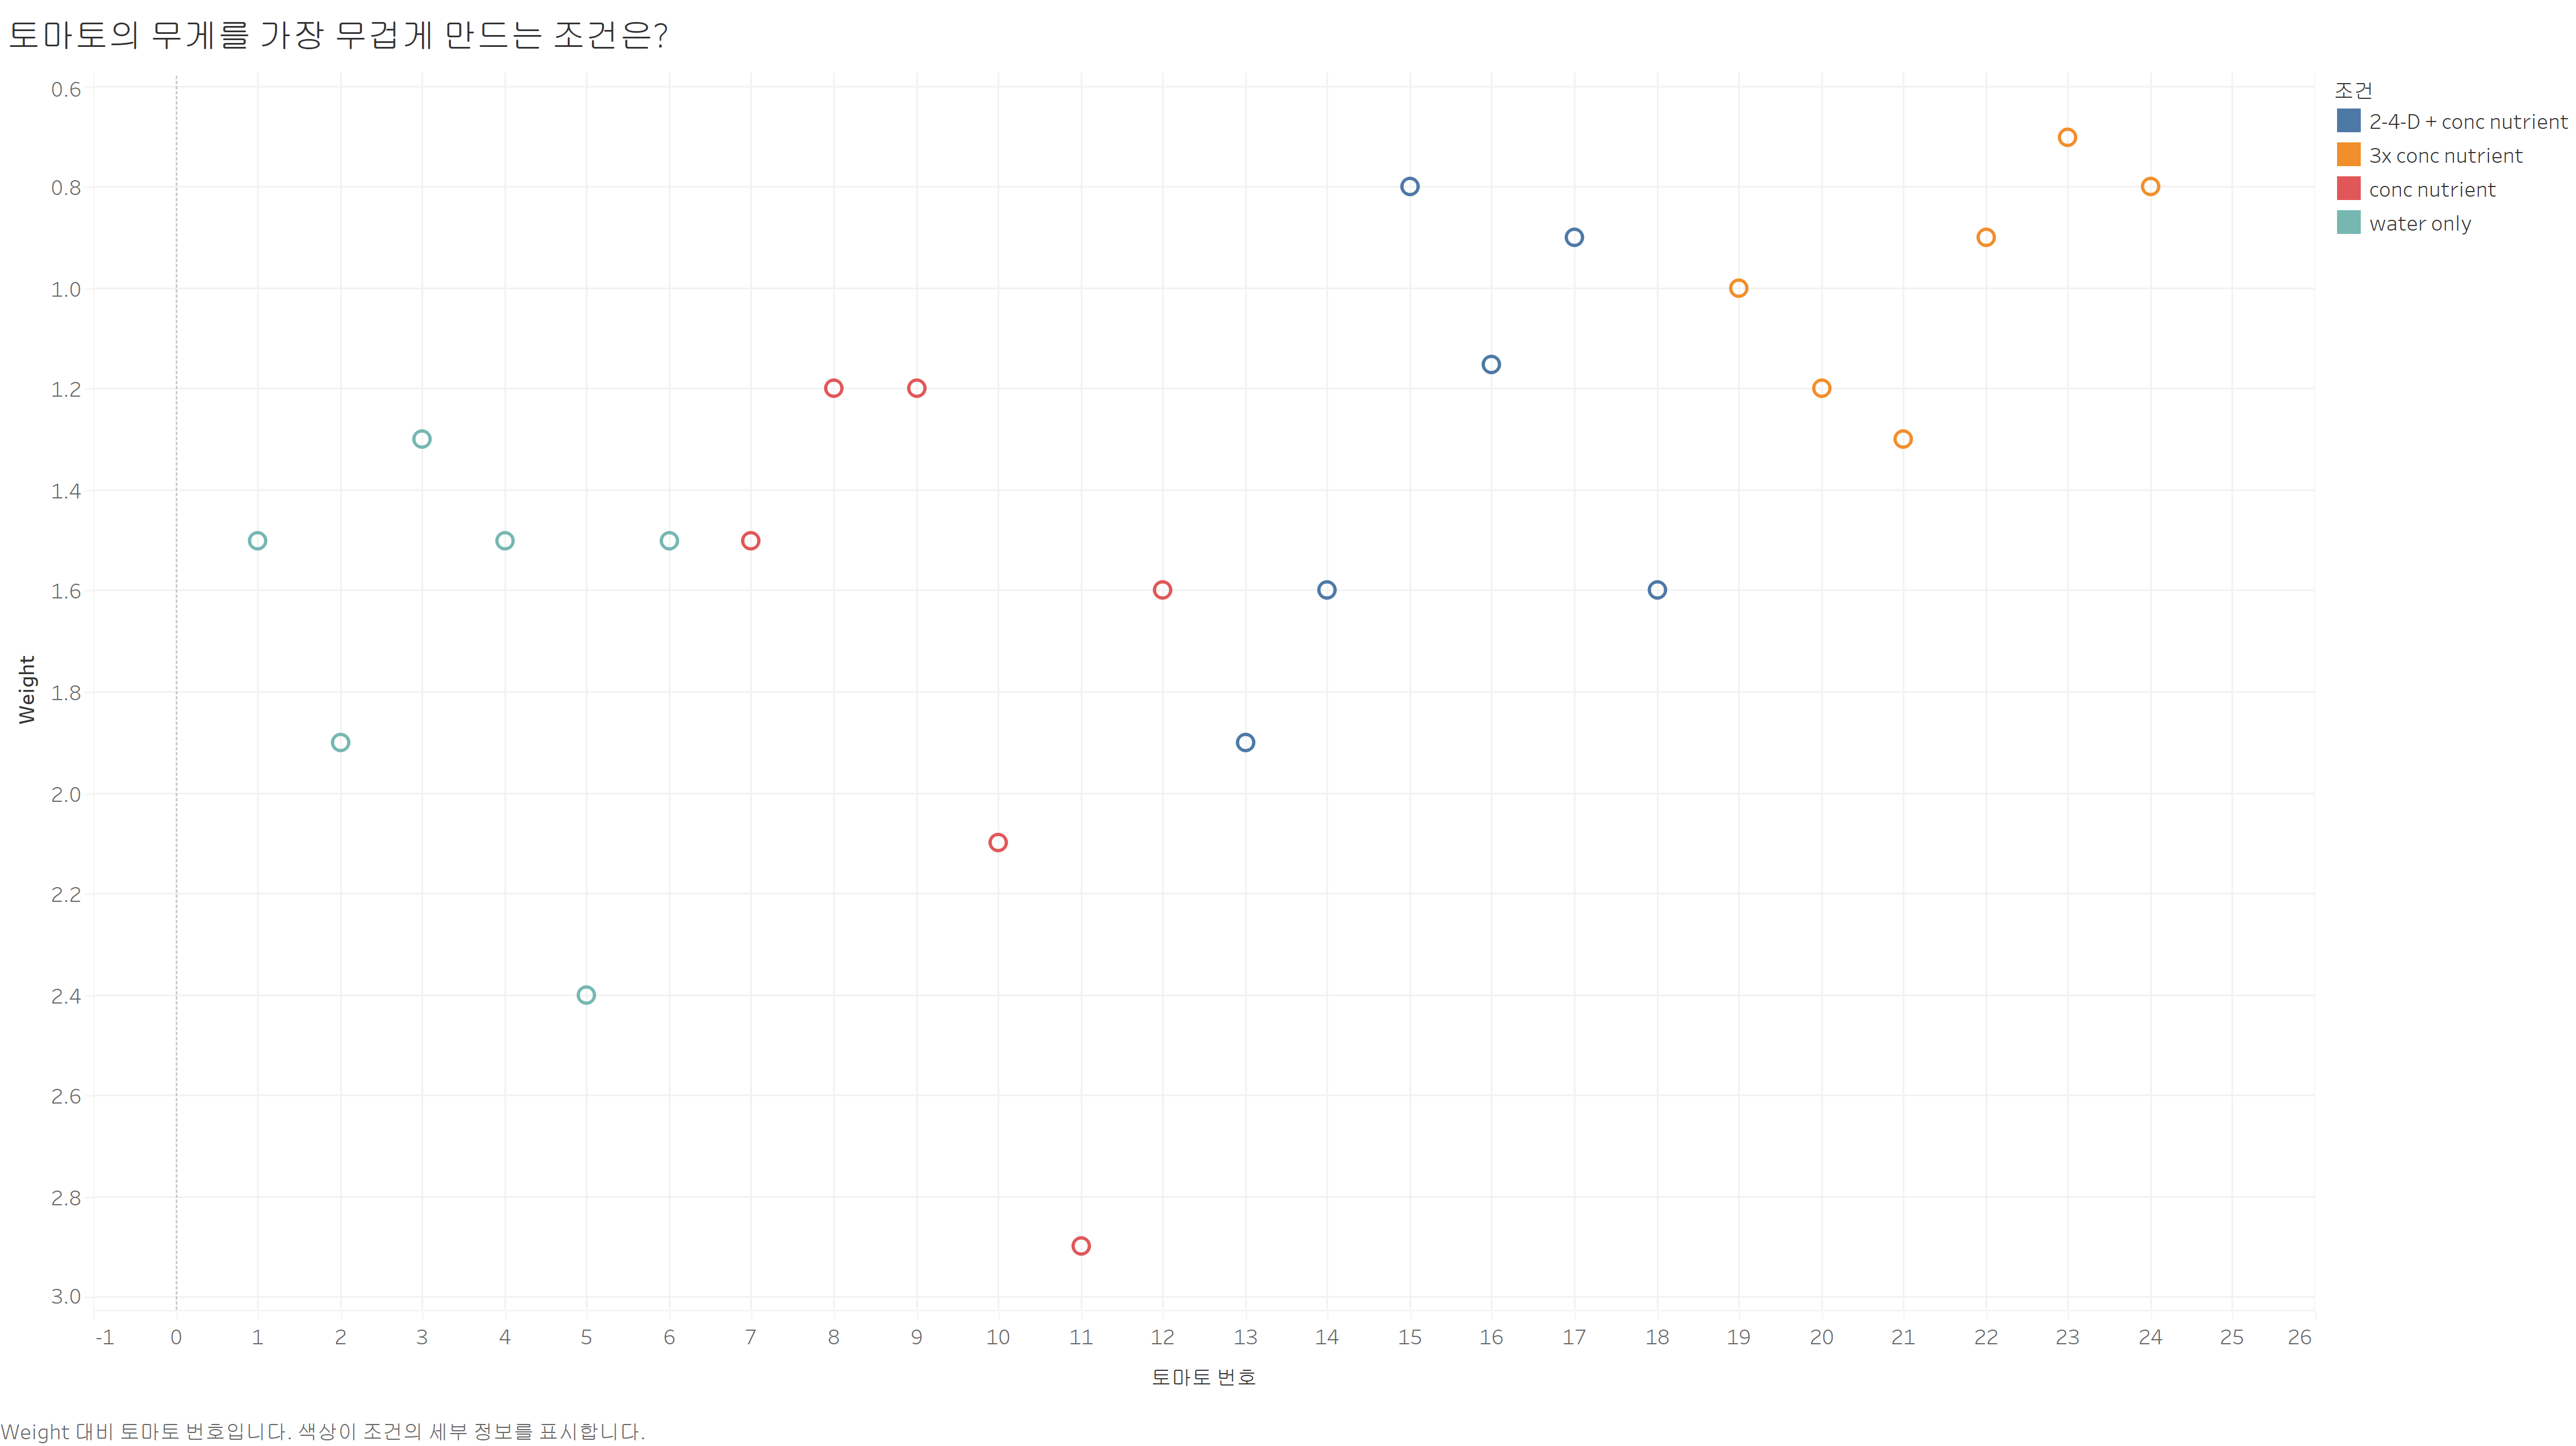 토마토의 무게를 가장 무겁게 만드는 조건은?
조건
2-4-D + conc nutrient
3x conc nutrient
conc nutrient
water only
Weight
0.6
0.8
1.0
1.2
1.4
1.6
1.8
2.0
2.2
2.4
2.6
2.8
3.0
-1 0 1 2 3 4 5 6 7 8 9 10 11 12 13 14 15 16 17 18 19 20 21 22 23 24 25 26
토마토 번호
Weight 대비 토마토 번호입니다. 색상이 조건의 세부 정보를 표시합니다.